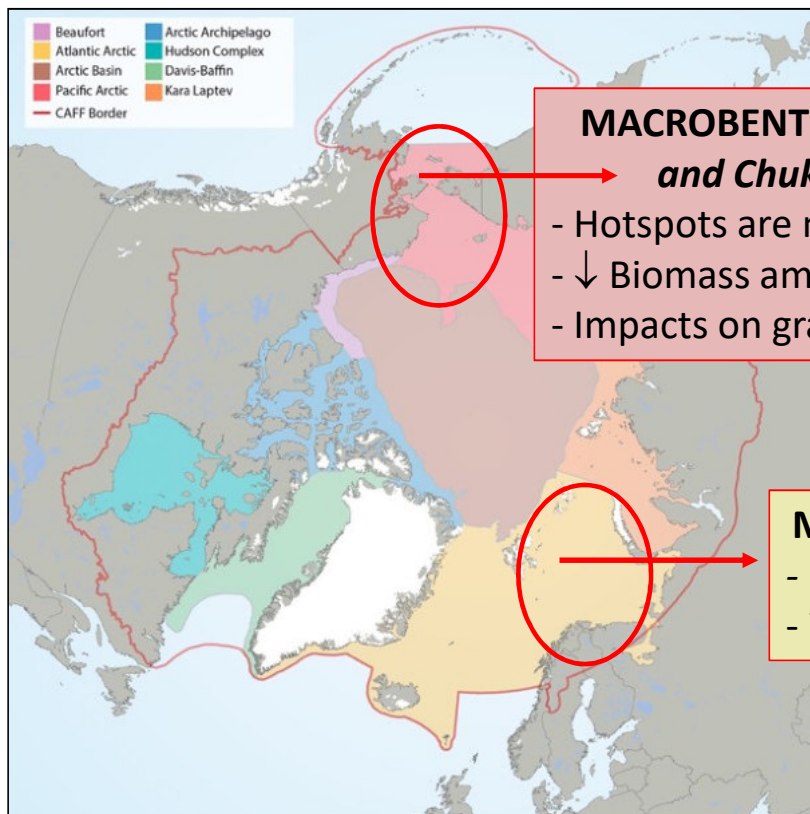 Beaufort
Atlantic Arctic
Arctic Basin
Pacific Arctic
CAFF Border
Arctic Archipelago
Hudson Complex
Davis-Baffin
Kara Laptev
MACROBENT
and Chuk
- Hotspots are r
- ↓ Biomass am
- Impacts on gra
M
-
-